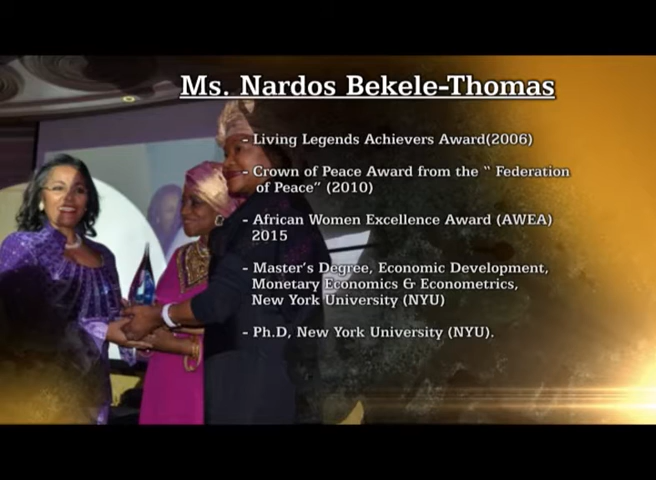 Ms. Nardos Bekele-Thomas
- Living Legends Achievers Award(2006)
- Crown of Peace Award from the “ Federation
of Peace” (2010)
- African Women Excellence Award (AWEA)
2015
- Master’s Degree, Economic Development,
Monetary Economics & Econometrics,
New York University (NYU)
- Ph.D, New York University (NYU).